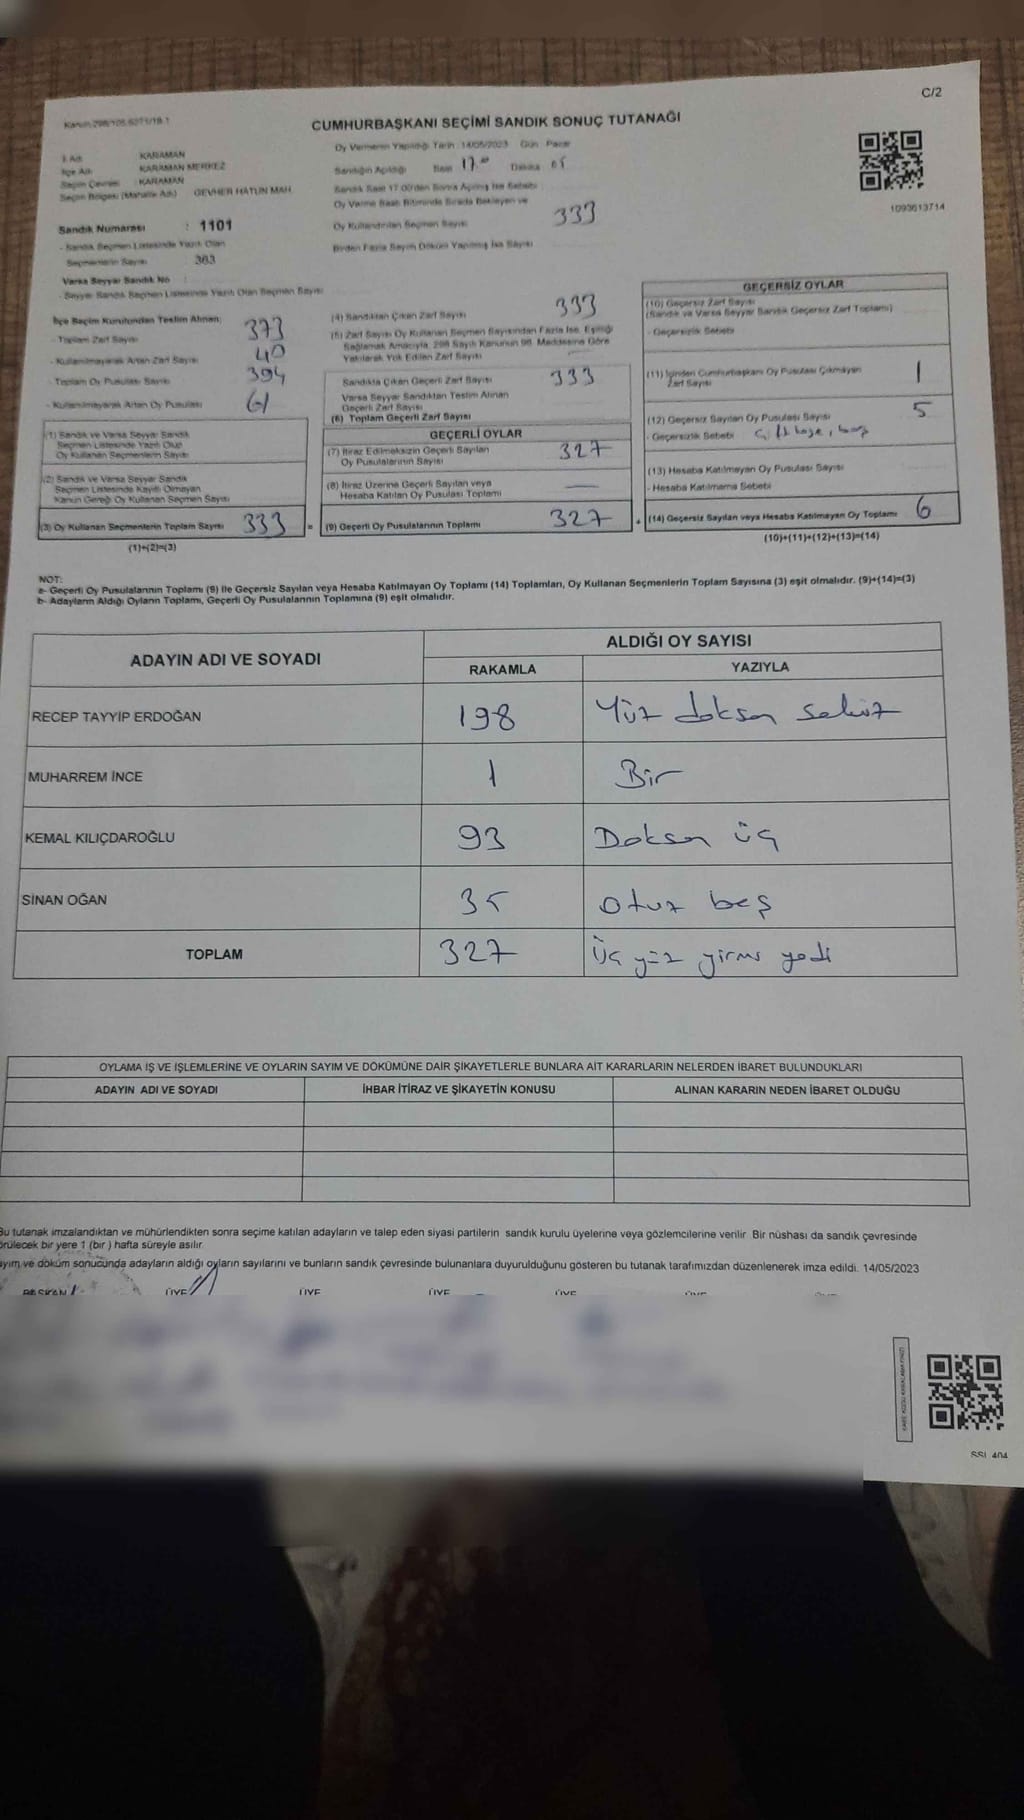 C/2
Kanun 298/105 6271/18-1
CUMHURBAŞKANI SEÇİMİ SANDIK SONUÇ TUTANAĞI
İl Adı KARAMAN
İlçe Adı KARAMAN MERKEZ
Seçim Çevresi : KARAMAN
Seçim Bölgesi (Mahalle Adı) GEVHER HATUN MAH.
Oy Vermenin Yapıldığı Tarih : 14/05/2023 Gün Pazar
Sandığın Açıldığı Saat 17.00 Dakika 05
Sandık Saat 17.00'den Sonra Açılmış İse Sebebi
Oy Verme Saati Bitiminde Sırada Bekleyen ve
Oy Kullandırılan Seçmen Sayısı 333
Birden Fazla Sayım Döküm Yapılmış İse Sayısı
1093613714
Sandık Numarası : 1101
- Sandık Seçmen Listesinde Yazılı Olan
Seçmenlerin Sayısı : 383
Varsa Seyyar Sandık No
- Seyyar Sandık Seçmen Listesinde Yazılı Olan Seçmen Sayısı
İlçe Seçim Kurulundan Teslim Alınan:
- Toplam Zarf Sayısı 373
- Kullanılmayarak Artan Zarf Sayısı 40
- Toplam Oy Pusulası Sayısı 394
- Kullanılmayarak Artan Oy Pusulası 61
(1) Sandık ve Varsa Seyyar Sandık
Seçmen Listesinde Yazılı Olup
Oy Kullanan Seçmenlerin Sayısı
(2) Sandık ve Varsa Seyyar Sandık
Seçmen Listesinde Kayıtlı Olmayan
Kanun Gereği Oy Kullanan Seçmen Sayısı
(3) Oy Kullanan Seçmenlerin Toplam Sayısı 333 =
(1)+(2)=(3)
(4) Sandıktan Çıkan Zarf Sayısı 333
(5) Zarf Sayısı Oy Kullanan Seçmen Sayısından Fazla İse, Eşitliği
Sağlamak Amacıyla, 298 Sayılı Kanunun 98. Maddesine Göre
Yakılarak Yok Edilen Zarf Sayısı —
Sandıkta Çıkan Geçerli Zarf Sayısı 333
Varsa Seyyar Sandıktan Teslim Alınan
Geçerli Zarf Sayısı
(6) Toplam Geçerli Zarf Sayısı
GEÇERLİ OYLAR
(7) İtiraz Edilmeksizin Geçerli Sayılan
Oy Pusulalarının Sayısı 327
(8) İtiraz Üzerine Geçerli Sayılan veya
Hesaba Katılan Oy Pusulası Toplamı —
(9) Geçerli Oy Pusulalarının Toplamı 327 +
GEÇERSİZ OYLAR
(10) Geçersiz Zarf Sayısı
(Sandık ve Varsa Seyyar Sandık Geçersiz Zarf Toplamı)
- Geçersizlik Sebebi
(11) İçinden Cumhurbaşkanı Oy Pusulası Çıkmayan
Zarf Sayısı 1
(12) Geçersiz Sayılan Oy Pusulası Sayısı 5
- Geçersizlik Sebebi Çift kaşe, boş
(13) Hesaba Katılmayan Oy Pusulası Sayısı
- Hesaba Katılmama Sebebi
(14) Geçersiz Sayılan veya Hesaba Katılmayan Oy Toplamı 6
(10)+(11)+(12)+(13)=(14)
NOT:
a- Geçerli Oy Pusulalarının Toplamı (9) ile Geçersiz Sayılan veya Hesaba Katılmayan Oy Toplamı (14) Toplamları, Oy Kullanan Seçmenlerin Toplam Sayısına (3) eşit olmalıdır. (9)+(14)=(3)
b- Adayların Aldığı Oyların Toplamı, Geçerli Oy Pusulalarının Toplamına (9) eşit olmalıdır.
ADAYIN ADI VE SOYADI
ALDIĞI OY SAYISI
RAKAMLA YAZIYLA
RECEP TAYYİP ERDOĞAN 198 Yüz doksan sekiz
MUHARREM İNCE 1 Bir
KEMAL KILIÇDAROĞLU 93 Doksan üç
SİNAN OĞAN 35 otuz beş
TOPLAM 327 Üç yüz yirmi yedi
OYLAMA İŞ VE İŞLEMLERİNE VE OYLARIN SAYIM VE DÖKÜMÜNE DAİR ŞİKAYETLERLE BUNLARA AİT KARARLARIN NELERDEN İBARET BULUNDUKLARI
ADAYIN ADI VE SOYADI İHBAR İTİRAZ VE ŞİKAYETİN KONUSU ALINAN KARARIN NEDEN İBARET OLDUĞU
Bu tutanak imzalandıktan ve mühürlendikten sonra seçime katılan adayların ve talep eden siyasi partilerin sandık kurulu üyelerine veya gözlemcilerine verilir. Bir nüshası da sandık çevresinde
örülecek bir yere 1 (bir ) hafta süreyle asılır.
ayım ve döküm sonucunda adayların aldığı oyların sayılarını ve bunların sandık çevresinde bulunanlara duyurulduğunu gösteren bu tutanak tarafımızdan düzenlenerek imza edildi. 14/05/2023
BAŞKAN ÜYE ÜYE ÜYE ÜYE ÜYE
SSL 404